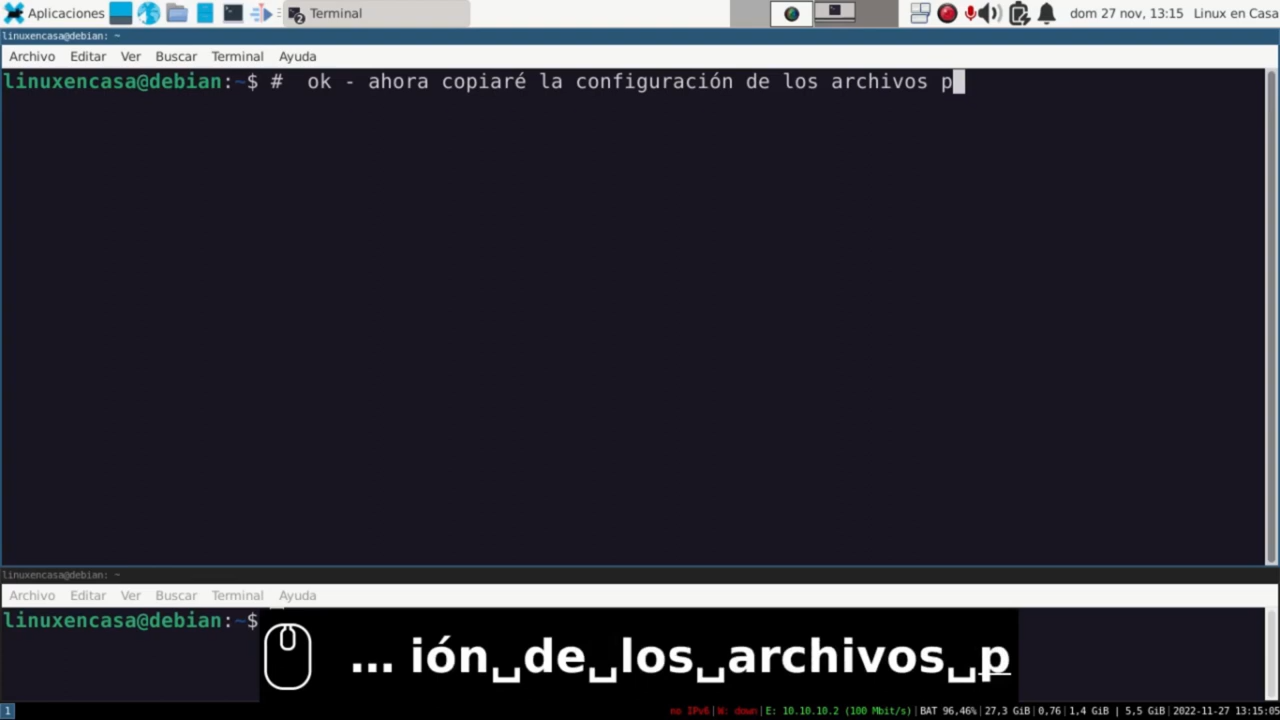 Aplicaciones Terminal dom 27 nov, 13:15 Linux en Casa
linuxencasa@debian: ~
Archivo Editar Ver Buscar Terminal Ayuda
linuxencasa@debian:~$ #  ok - ahora copiaré la configuración de los archivos p
linuxencasa@debian: ~
Archivo Editar Ver Buscar Terminal Ayuda
linuxencasa@debian:~$
... ión␣de␣los␣archivos␣p
1 no IPv6|W: down|E: 10.10.10.2 (100 Mbit/s)|BAT 96,46%|27,3 GiB|0,76|1,4 GiB | 5,5 GiB|2022-11-27 13:15:05